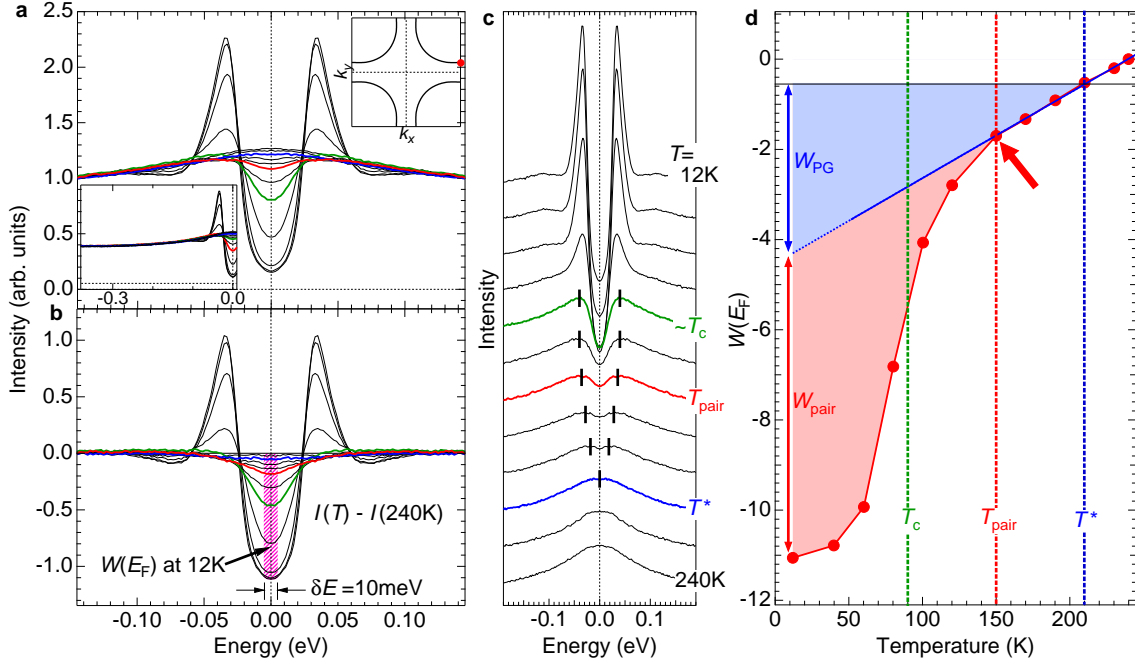 a
2.5
2.0
1.5
1.0
0.5
0.0
k_y
k_x
-0.3
0.0
Intensity (arb. units)
b
1.0
0.5
0.0
-0.5
-1.0
I(T) - I(240K)
W(E_F) at 12K
δE=10meV
-0.10
-0.05
0.00
0.05
0.10
Energy (eV)
c
T=
12K
~T_c
T_pair
T*
240K
Intensity
-0.1
0.0
0.1
Energy (eV)
d
-0
-2
-4
-6
-8
-10
-12
W(E_F)
W_PG
W_pair
T_c
T_pair
T*
0
50
100
150
200
Temperature (K)